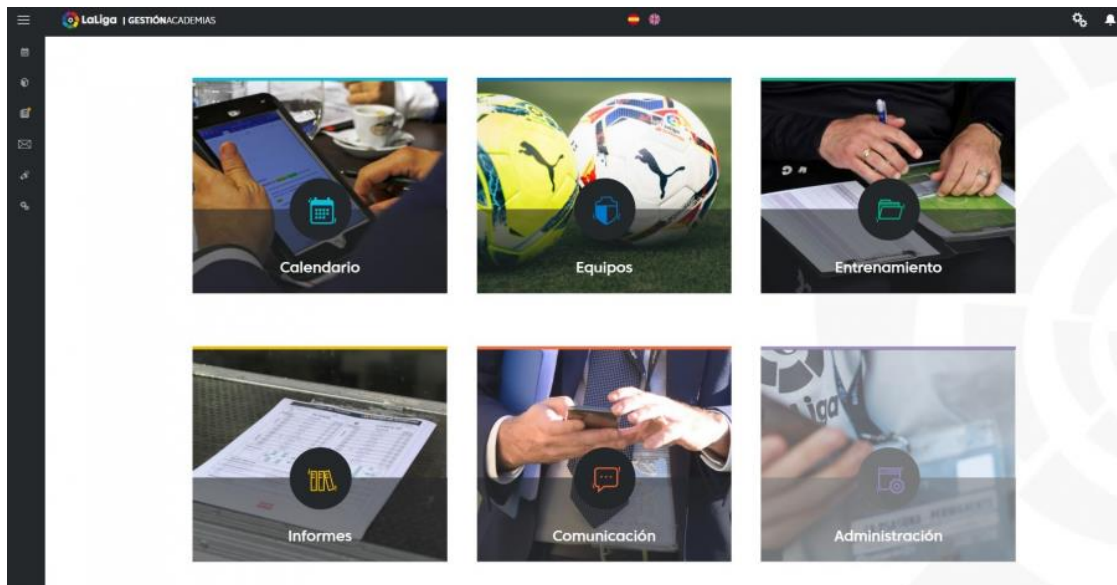 LaLiga | GESTIÓNACADEMIAS
Calendario
Equipos
Entrenamiento
Informes
Comunicación
Administración